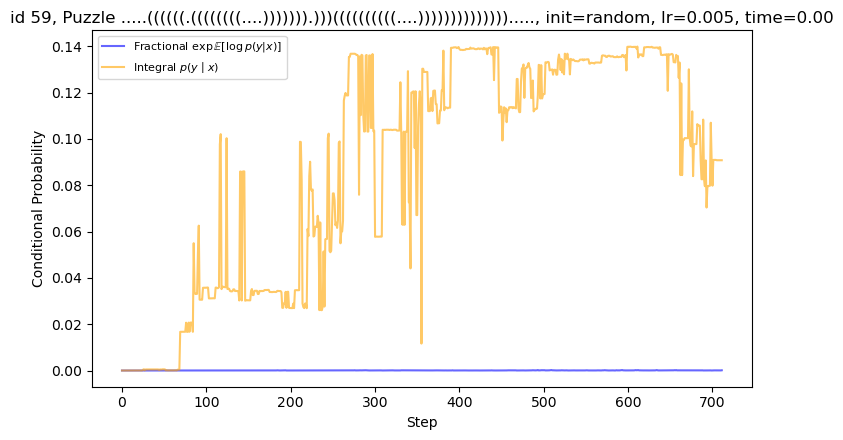 id 59, Puzzle .....((((((.((((((((....))))))).)))((((((((((....))))))))))))))....., init=random, lr=0.005, time=0.00
Fractional exp𝔼[log p(y|x)]
Integral p(y | x)
Conditional Probability
0.14
0.12
0.10
0.08
0.06
0.04
0.02
0.00
0 100 200 300 400 500 600 700
Step